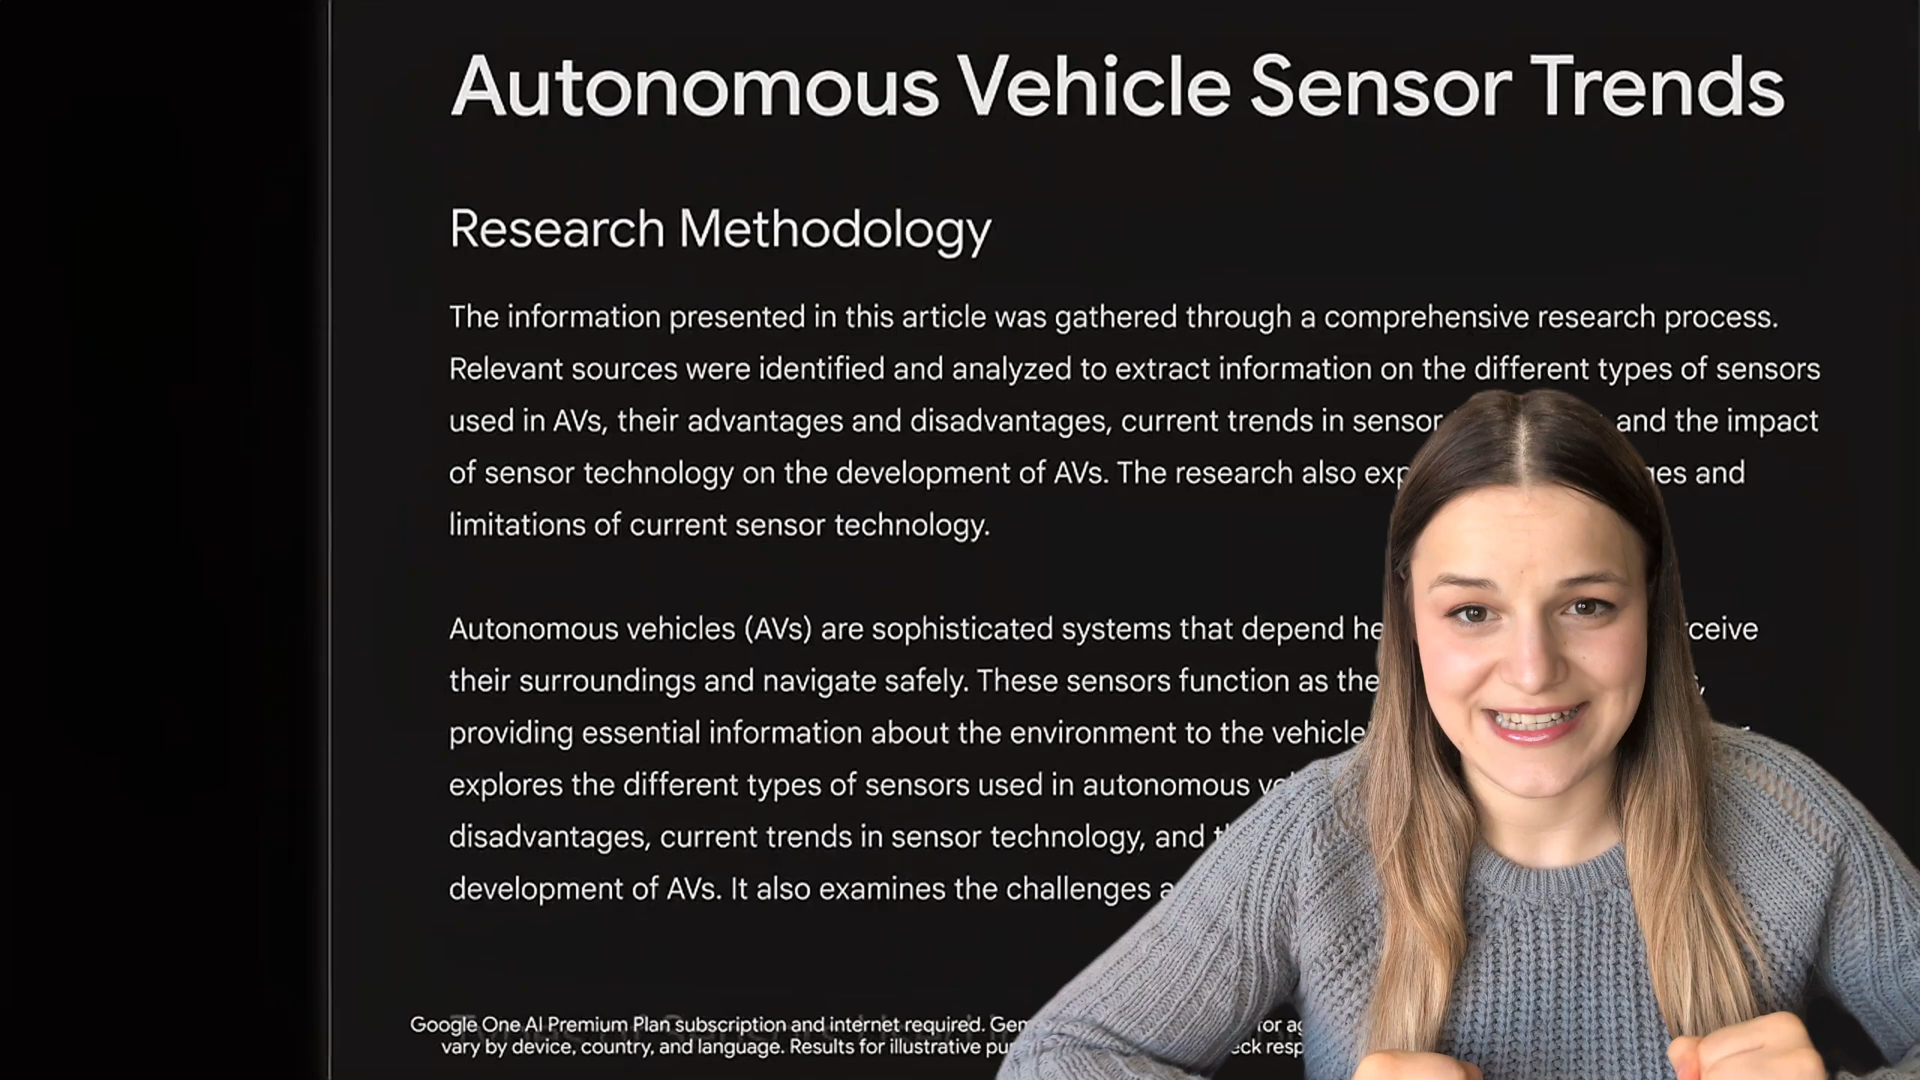 Autonomous Vehicle Sensor Trends
Research Methodology
The information presented in this article was gathered through a comprehensive research process.
Relevant sources were identified and analyzed to extract information on the different types of sensors
used in AVs, their advantages and disadvantages, current trends in sensor and the impact
of sensor technology on the development of AVs. The research also and
limitations of current sensor technology.
Autonomous vehicles (AVs) are sophisticated systems that depend
their surroundings and navigate safely. These sensors function as the
providing essential information about the environment to the vehicle
explores the different types of sensors used in autonomous
disadvantages, current trends in sensor technology, and
development of AVs. It also examines the challenges
Google One AI Premium Plan subscription and internet required. for
vary by device, country, and language. Results for illustrative